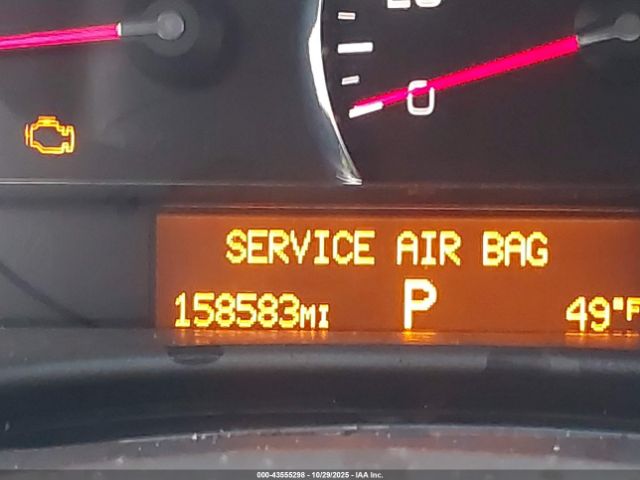 0
SERVICE AIR BAG
158583MI P 49°F
000-43555298 - 10/29/2025 - IAA Inc.